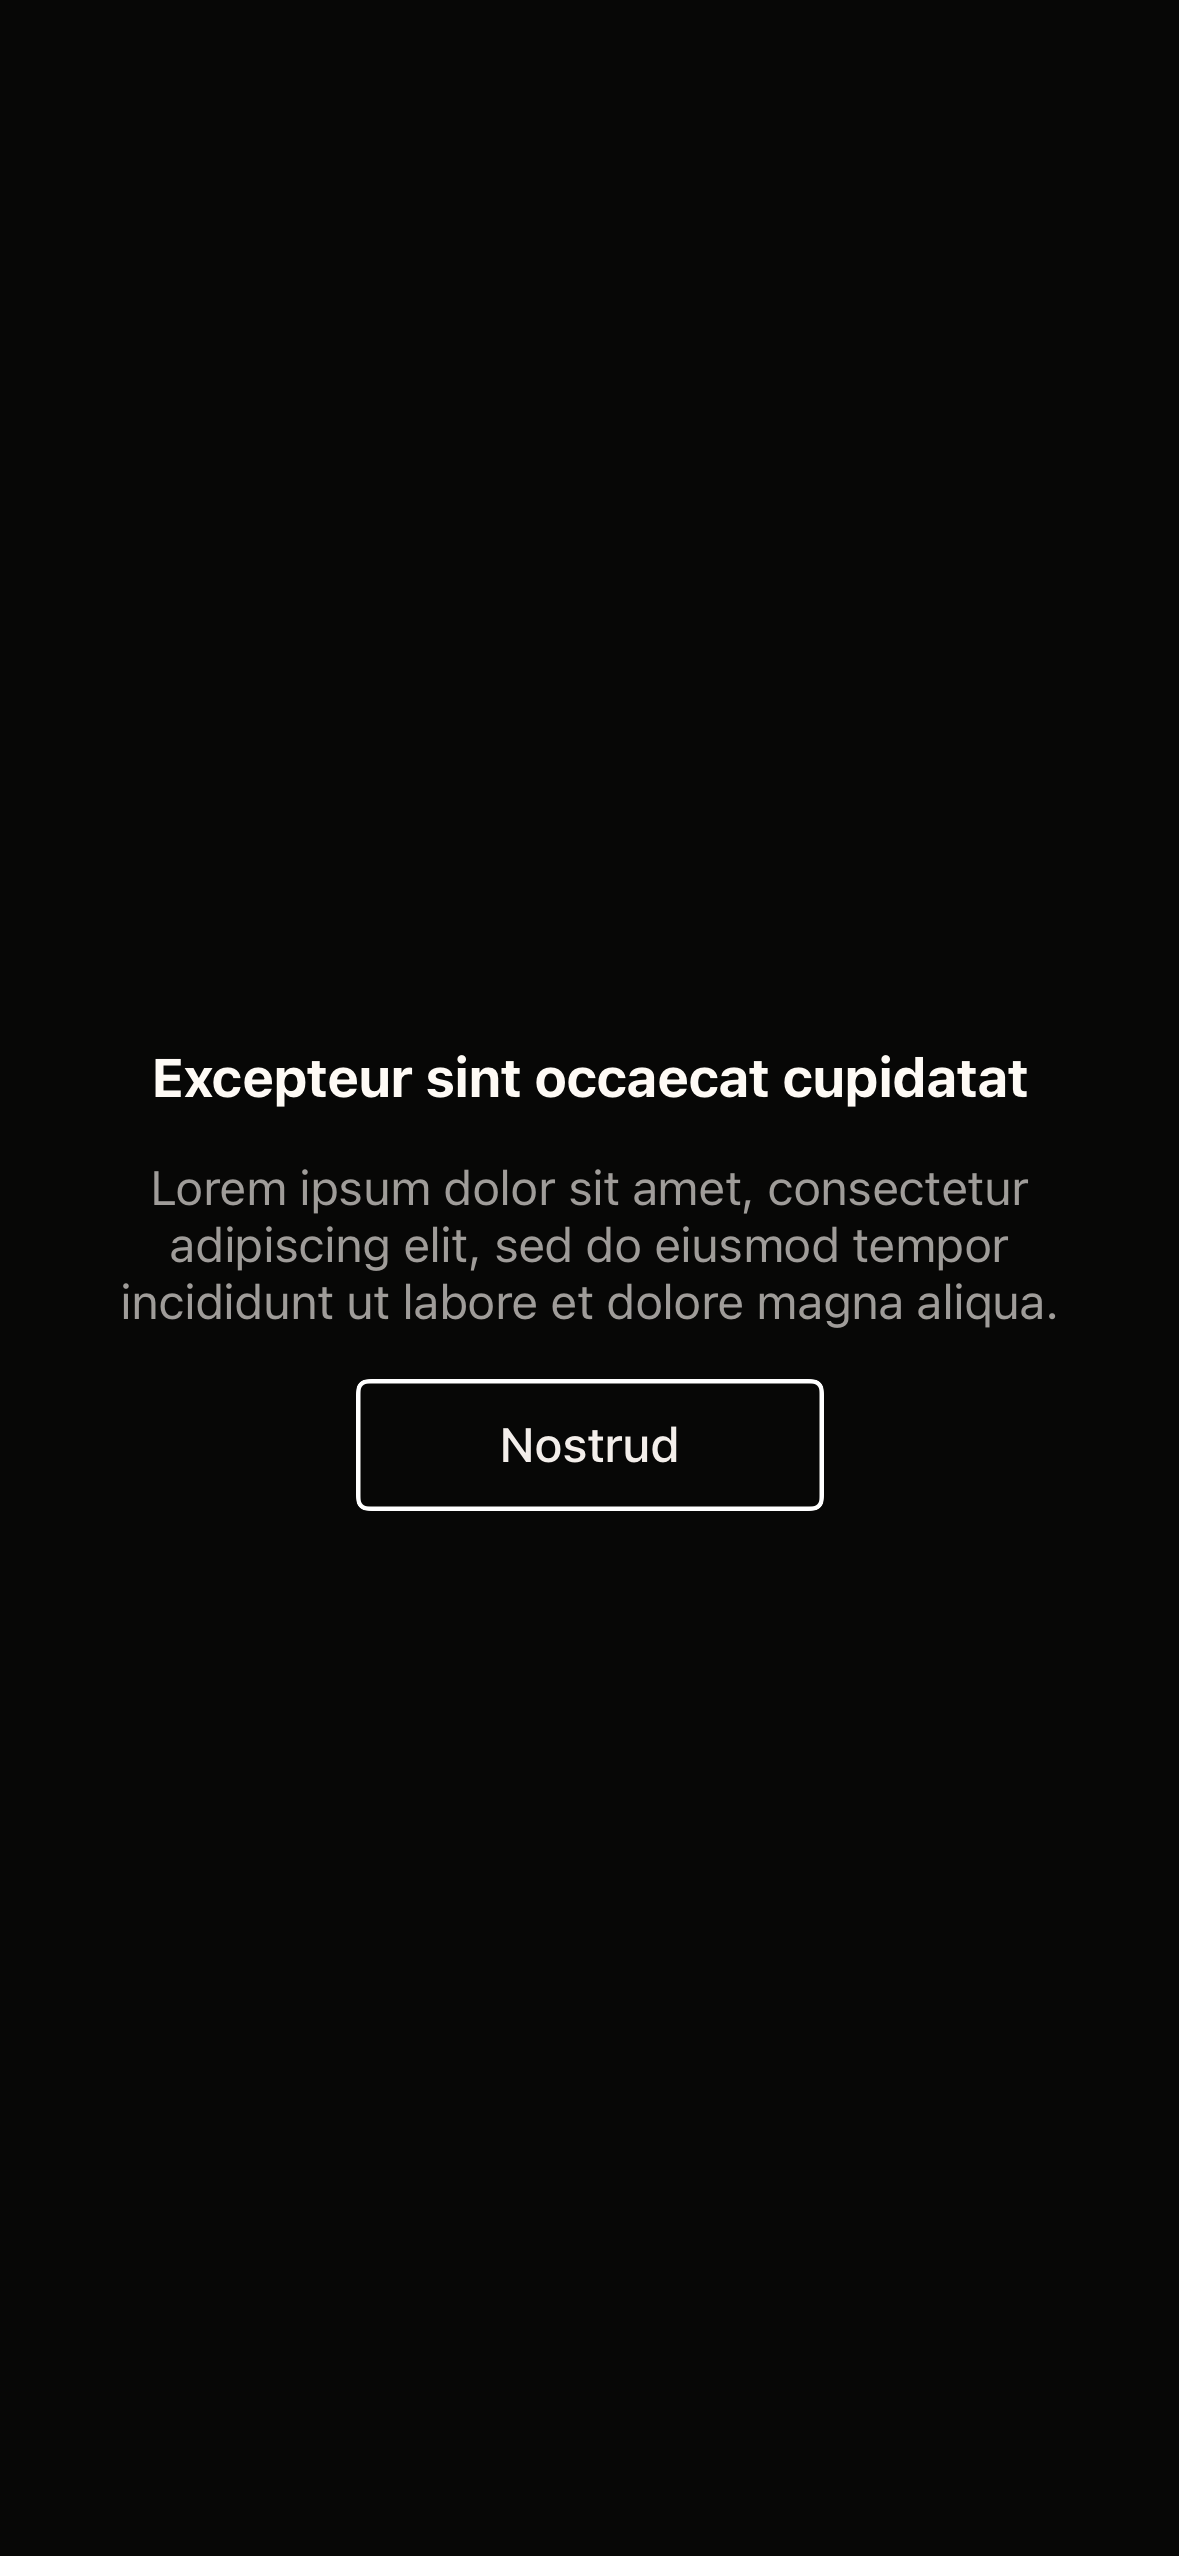 Excepteur sint occaecat cupidatat
Lorem ipsum dolor sit amet, consectetur
adipiscing elit, sed do eiusmod tempor
incididunt ut labore et dolore magna aliqua.
Nostrud